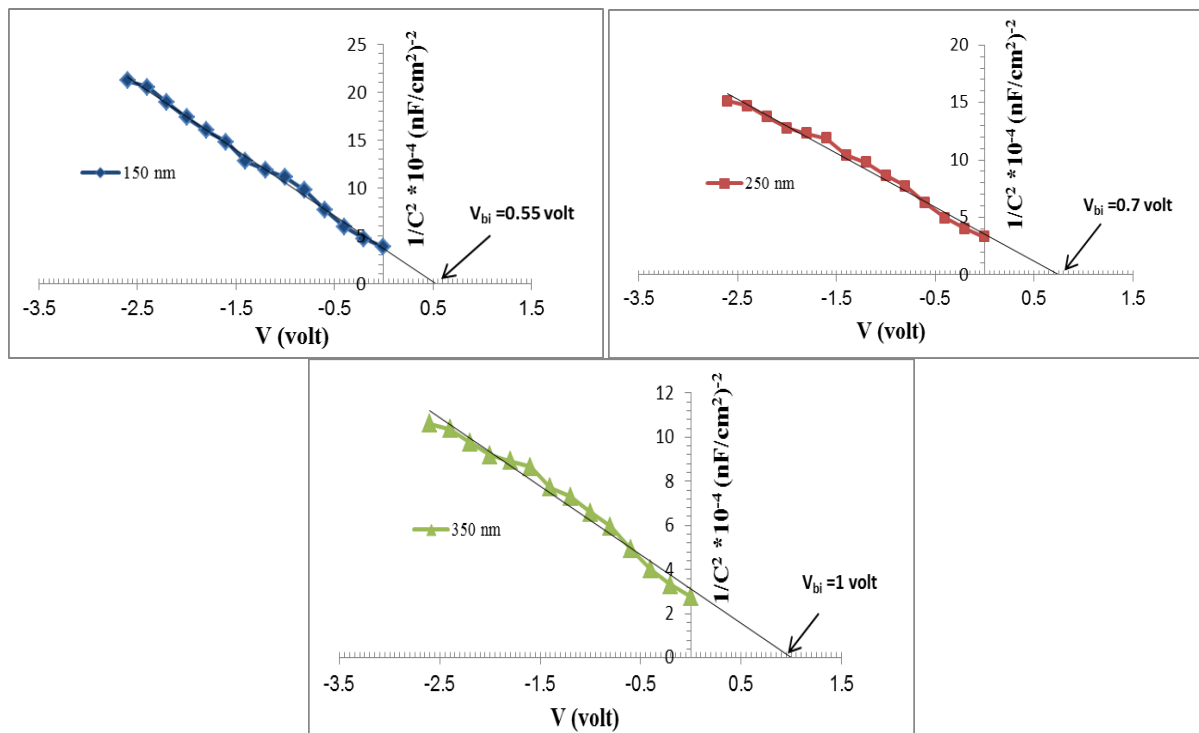 25
20
15
10
5
0
-3.5 -2.5 -1.5 -0.5 0.5 1.5
V (volt)
1/C² *10⁻⁴ (nF/cm²)⁻²
150 nm
V_bi =0.55 volt
20
15
10
5
0
-3.5 -2.5 -1.5 -0.5 0.5 1.5
V (volt)
1/C² *10⁻⁴ (nF/cm²)⁻²
250 nm
V_bi =0.7 volt
12
10
8
6
4
2
0
-3.5 -2.5 -1.5 -0.5 0.5 1.5
V (volt)
1/C² *10⁻⁴ (nF/cm²)⁻²
350 nm
V_bi =1 volt